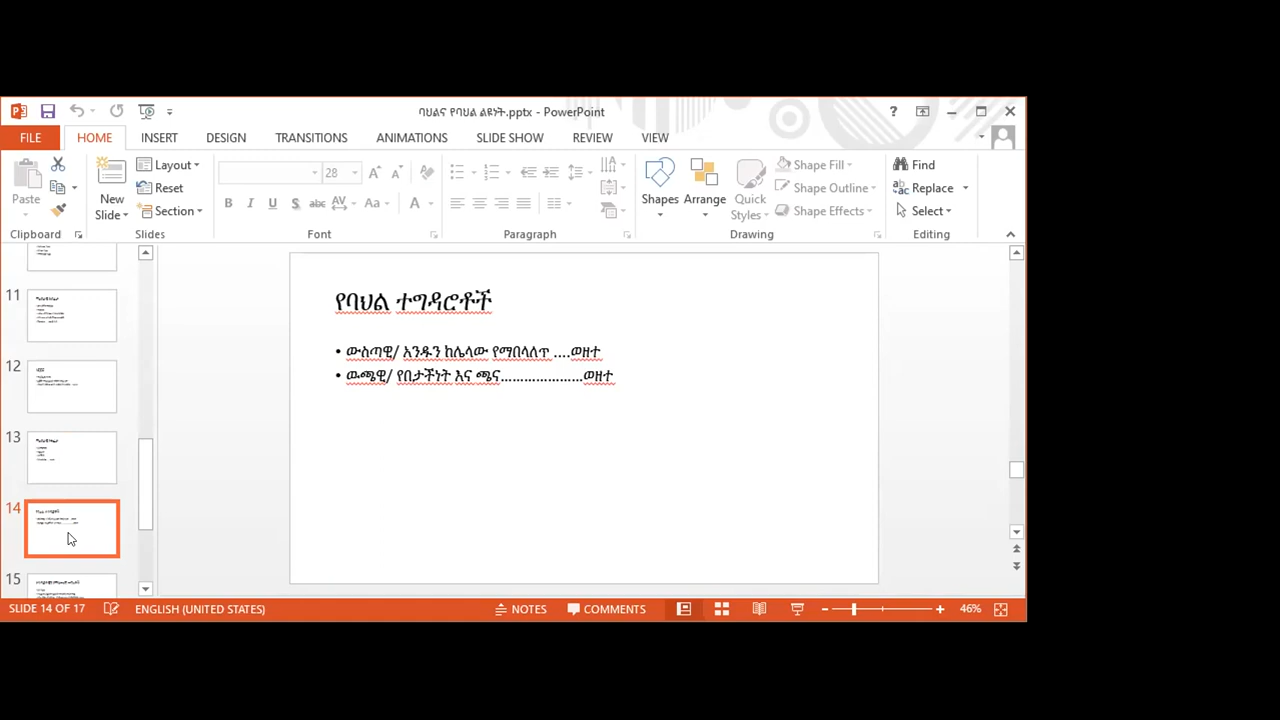 ባህልና የባህል ልዩነት.pptx - PowerPoint
FILE HOME INSERT DESIGN TRANSITIONS ANIMATIONS SLIDE SHOW REVIEW VIEW
Paste
New Slide
Layout
Reset
Section
28
Shapes
Arrange
Quick Styles
Shape Fill
Shape Outline
Shape Effects
Find
Replace
Select
Clipboard Slides Font Paragraph Drawing Editing
11
12
13
14
15
የባህል ተግዳሮቶች
• ውስጣዊ/ አንዱን ከሌላው የማበላለጥ ....ወዘተ
• ዉጫዊ/ የበታችነት እና ጫና.....................ወዘተ
SLIDE 14 OF 17 ENGLISH (UNITED STATES) NOTES COMMENTS 46%